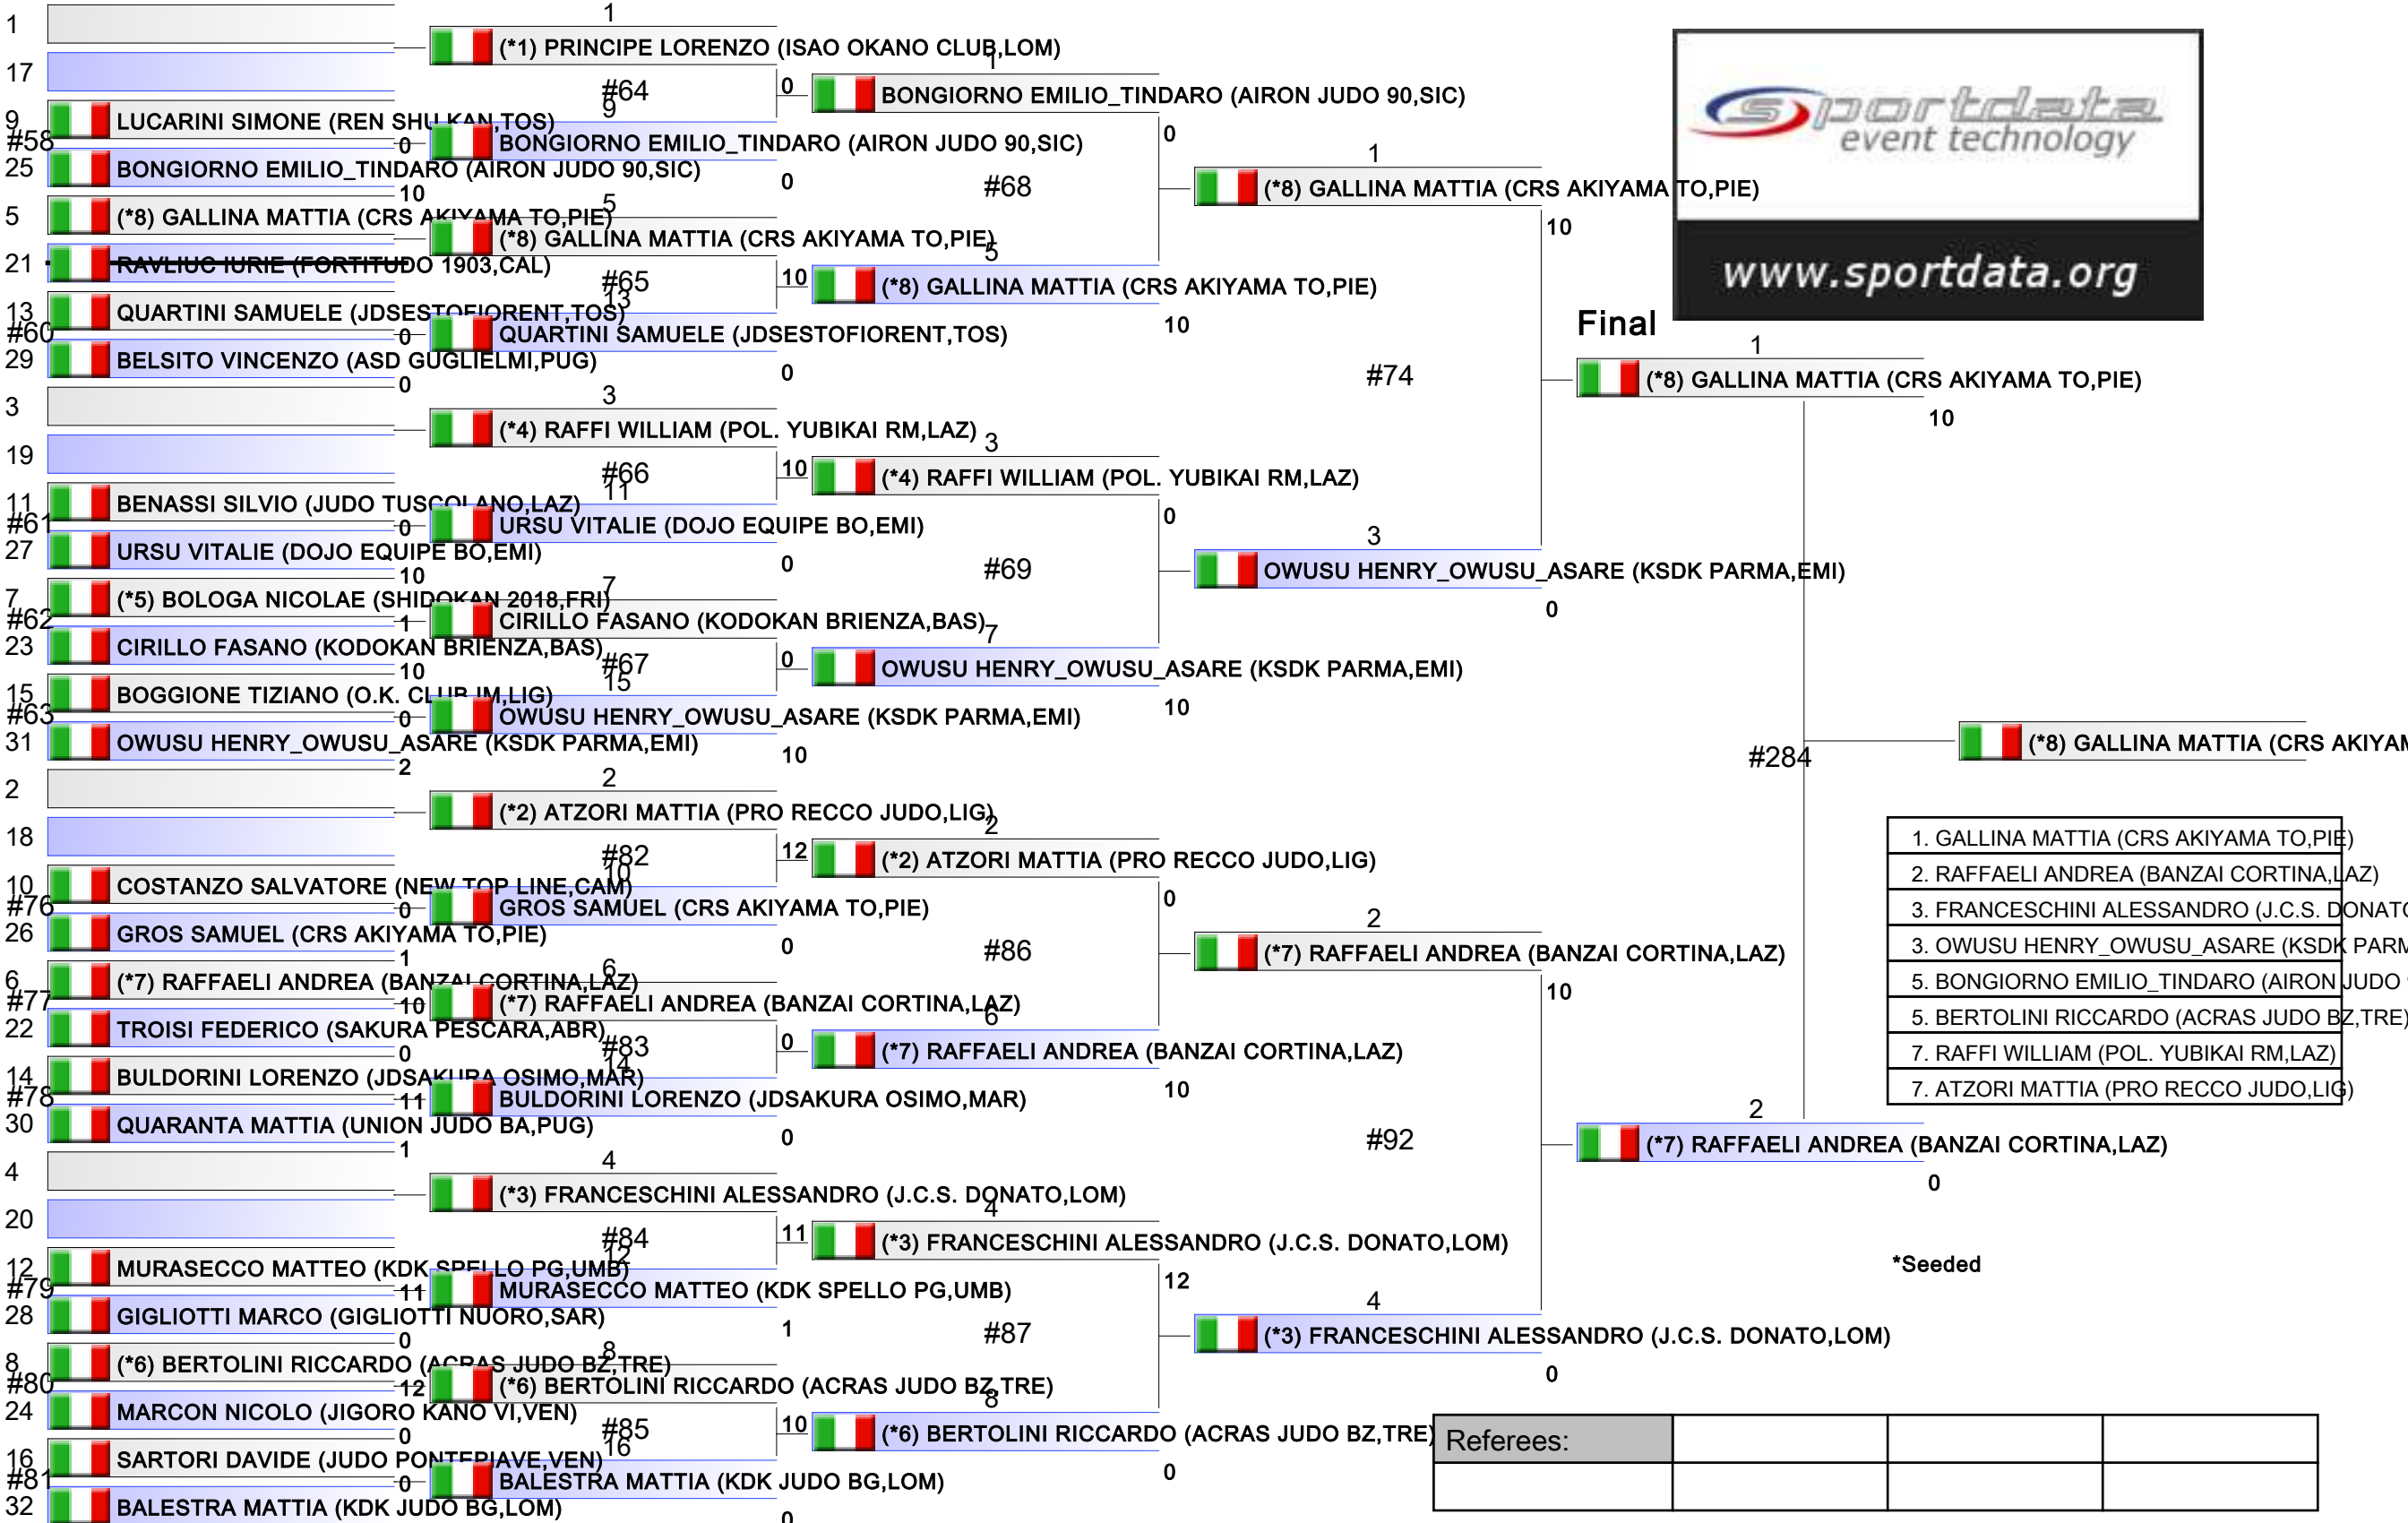 1
17
9
LUCARINI SIMONE (REN SHU KAN,TOS)
#58
0
25
BONGIORNO EMILIO_TINDARO (AIRON JUDO 90,SIC)
10
5
(*8) GALLINA MATTIA (CRS AKIYAMA TO,PIE)
21
RAVLIUC IURIE (FORTITUDO 1903,CAL)
13
QUARTINI SAMUELE (JDSESTOFIORENT,TOS)
#60
0
29
BELSITO VINCENZO (ASD GUGLIELMI,PUG)
0
3
19
11
BENASSI SILVIO (JUDO TUSCOLANO,LAZ)
#61
0
27
URSU VITALIE (DOJO EQUIPE BO,EMI)
10
7
(*5) BOLOGA NICOLAE (SHIDOKAN 2018,FRI)
#62
1
23
CIRILLO FASANO (KODOKAN BRIENZA,BAS)
10
15
BOGGIONE TIZIANO (O.K. CLUB IM,LIG)
#63
0
31
OWUSU HENRY_OWUSU_ASARE (KSDK PARMA,EMI)
2
2
18
10
COSTANZO SALVATORE (NEW TOP LINE,CAM)
#76
0
26
GROS SAMUEL (CRS AKIYAMA TO,PIE)
1
6
(*7) RAFFAELI ANDREA (BANZAI CORTINA,LAZ)
#77
10
22
TROISI FEDERICO (SAKURA PESCARA,ABR)
0
14
BULDORINI LORENZO (JDSAKURA OSIMO,MAR)
#78
11
30
QUARANTA MATTIA (UNION JUDO BA,PUG)
1
4
20
12
MURASECCO MATTEO (KDK SPELLO PG,UMB)
#79
11
28
GIGLIOTTI MARCO (GIGLIOTTI NUORO,SAR)
0
8
(*6) BERTOLINI RICCARDO (ACRAS JUDO BZ,TRE)
#80
12
24
MARCON NICOLO (JIGORO KANO VI,VEN)
0
16
SARTORI DAVIDE (JUDO PONTEPIAVE,VEN)
#81
0
32
BALESTRA MATTIA (KDK JUDO BG,LOM)
1
(*1) PRINCIPE LORENZO (ISAO OKANO CLUB,LOM)
#64
0
9
BONGIORNO EMILIO_TINDARO (AIRON JUDO 90,SIC)
0
5
(*8) GALLINA MATTIA (CRS AKIYAMA TO,PIE)
#65
10
13
QUARTINI SAMUELE (JDSESTOFIORENT,TOS)
0
3
(*4) RAFFI WILLIAM (POL. YUBIKAI RM,LAZ)
#66
10
11
URSU VITALIE (DOJO EQUIPE BO,EMI)
0
7
CIRILLO FASANO (KODOKAN BRIENZA,BAS)
#67
0
15
OWUSU HENRY_OWUSU_ASARE (KSDK PARMA,EMI)
10
2
(*2) ATZORI MATTIA (PRO RECCO JUDO,LIG)
#82
12
10
GROS SAMUEL (CRS AKIYAMA TO,PIE)
0
6
(*7) RAFFAELI ANDREA (BANZAI CORTINA,LAZ)
#83
0
14
BULDORINI LORENZO (JDSAKURA OSIMO,MAR)
0
4
(*3) FRANCESCHINI ALESSANDRO (J.C.S. DONATO,LOM)
#84
11
12
MURASECCO MATTEO (KDK SPELLO PG,UMB)
1
8
(*6) BERTOLINI RICCARDO (ACRAS JUDO BZ,TRE)
#85
10
16
BALESTRA MATTIA (KDK JUDO BG,LOM)
0
1
BONGIORNO EMILIO_TINDARO (AIRON JUDO 90,SIC)
0
#68
5
(*8) GALLINA MATTIA (CRS AKIYAMA TO,PIE)
10
3
(*4) RAFFI WILLIAM (POL. YUBIKAI RM,LAZ)
0
#69
7
OWUSU HENRY_OWUSU_ASARE (KSDK PARMA,EMI)
10
2
(*2) ATZORI MATTIA (PRO RECCO JUDO,LIG)
0
#86
6
(*7) RAFFAELI ANDREA (BANZAI CORTINA,LAZ)
10
4
(*3) FRANCESCHINI ALESSANDRO (J.C.S. DONATO,LOM)
12
#87
8
(*6) BERTOLINI RICCARDO (ACRAS JUDO BZ,TRE)
0
1
(*8) GALLINA MATTIA (CRS AKIYAMA TO,PIE)
10
#74
3
OWUSU HENRY_OWUSU_ASARE (KSDK PARMA,EMI)
0
2
(*7) RAFFAELI ANDREA (BANZAI CORTINA,LAZ)
10
#92
4
(*3) FRANCESCHINI ALESSANDRO (J.C.S. DONATO,LOM)
0
sportdata
event technology
www.sportdata.org
Final
1
(*8) GALLINA MATTIA (CRS AKIYAMA TO,PIE)
10
#284
2
(*7) RAFFAELI ANDREA (BANZAI CORTINA,LAZ)
0
(*8) GALLINA MATTIA (CRS AKIYAM
1. GALLINA MATTIA (CRS AKIYAMA TO,PIE)
2. RAFFAELI ANDREA (BANZAI CORTINA,LAZ)
3. FRANCESCHINI ALESSANDRO (J.C.S. DONATO
3. OWUSU HENRY_OWUSU_ASARE (KSDK PARM
5. BONGIORNO EMILIO_TINDARO (AIRON JUDO
5. BERTOLINI RICCARDO (ACRAS JUDO BZ,TRE)
7. RAFFI WILLIAM (POL. YUBIKAI RM,LAZ)
7. ATZORI MATTIA (PRO RECCO JUDO,LIG)
*Seeded
Referees: